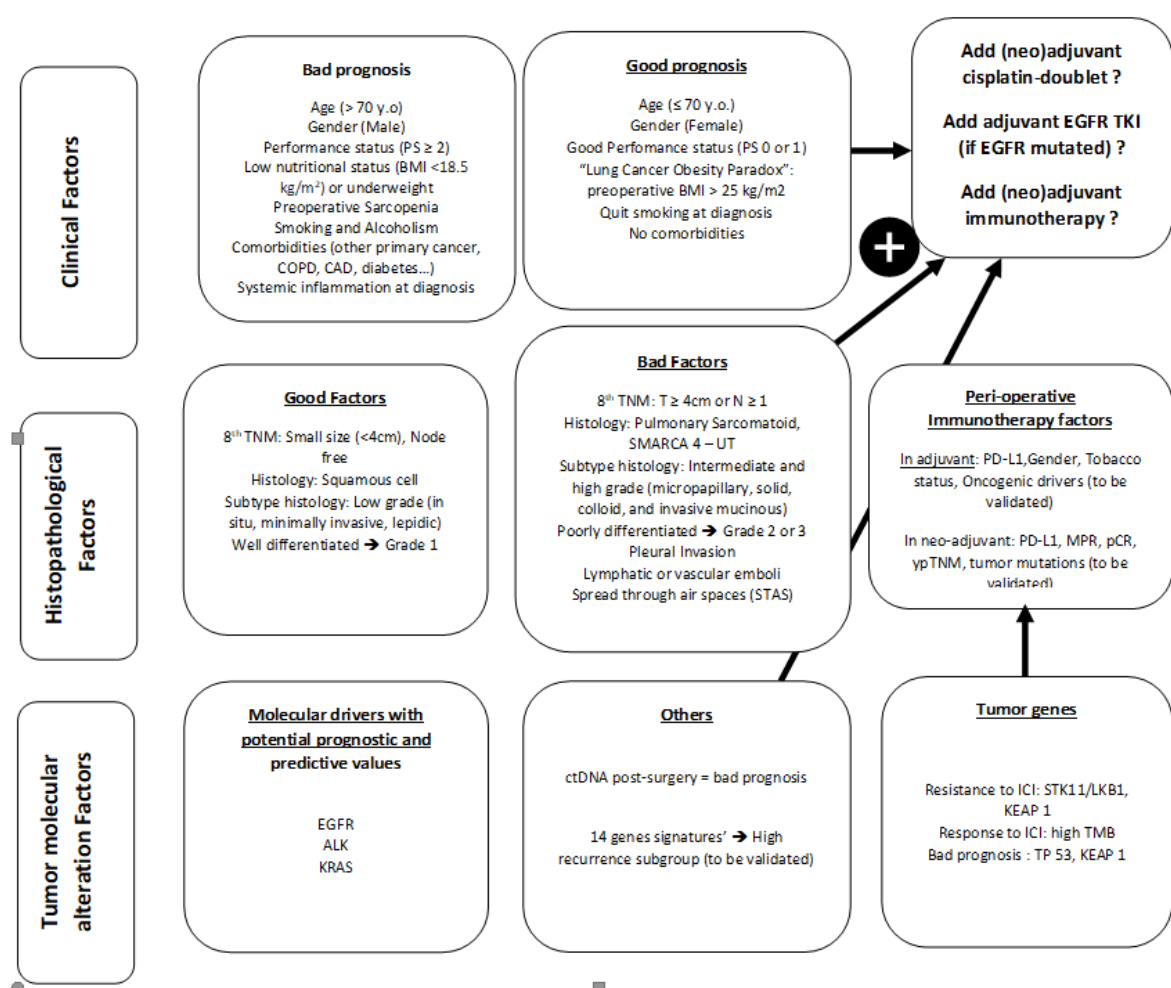 Clinical Factors
Bad prognosis
Age (> 70 y.o)
Gender (Male)
Performance status (PS ≥ 2)
Low nutritional status (BMI <18.5
kg/m²) or underweight
Preoperative Sarcopenia
Smoking and Alcoholism
Comorbidities (other primary cancer,
COPD, CAD, diabetes...)
Systemic inflammation at diagnosis
Good prognosis
Age (≤ 70 y.o.)
Gender (Female)
Good Perfomance status (PS 0 or 1)
"Lung Cancer Obesity Paradox":
preoperative BMI > 25 kg/m2
Quit smoking at diagnosis
No comorbidities
Add (neo)adjuvant
cisplatin-doublet ?
Add adjuvant EGFR TKI
(if EGFR mutated) ?
Add (neo)adjuvant
immunotherapy ?
+
Histopathological
Factors
Good Factors
8th TNM: Small size (<4cm), Node
free
Histology: Squamous cell
Subtype histology: Low grade (in
situ, minimally invasive, lepidic)
Well differentiated ➔ Grade 1
Bad Factors
8th TNM: T ≥ 4cm or N ≥ 1
Histology: Pulmonary Sarcomatoid,
SMARCA 4 – UT
Subtype histology: Intermediate and
high grade (micropapillary, solid,
colloid, and invasive mucinous)
Poorly differentiated ➔ Grade 2 or 3
Pleural Invasion
Lymphatic or vascular emboli
Spread through air spaces (STAS)
Peri-operative
Immunotherapy factors
In adjuvant: PD-L1,Gender, Tobacco
status, Oncogenic drivers (to be
validated)
In neo-adjuvant: PD-L1, MPR, pCR,
ypTNM, tumor mutations (to be
validated)
Tumor molecular
alteration Factors
Molecular drivers with
potential prognostic and
predictive values
EGFR
ALK
KRAS
Others
ctDNA post-surgery = bad prognosis
14 genes signatures' ➔ High
recurrence subgroup (to be validated)
Tumor genes
Resistance to ICI: STK11/LKB1,
KEAP 1
Response to ICI: high TMB
Bad prognosis : TP 53, KEAP 1